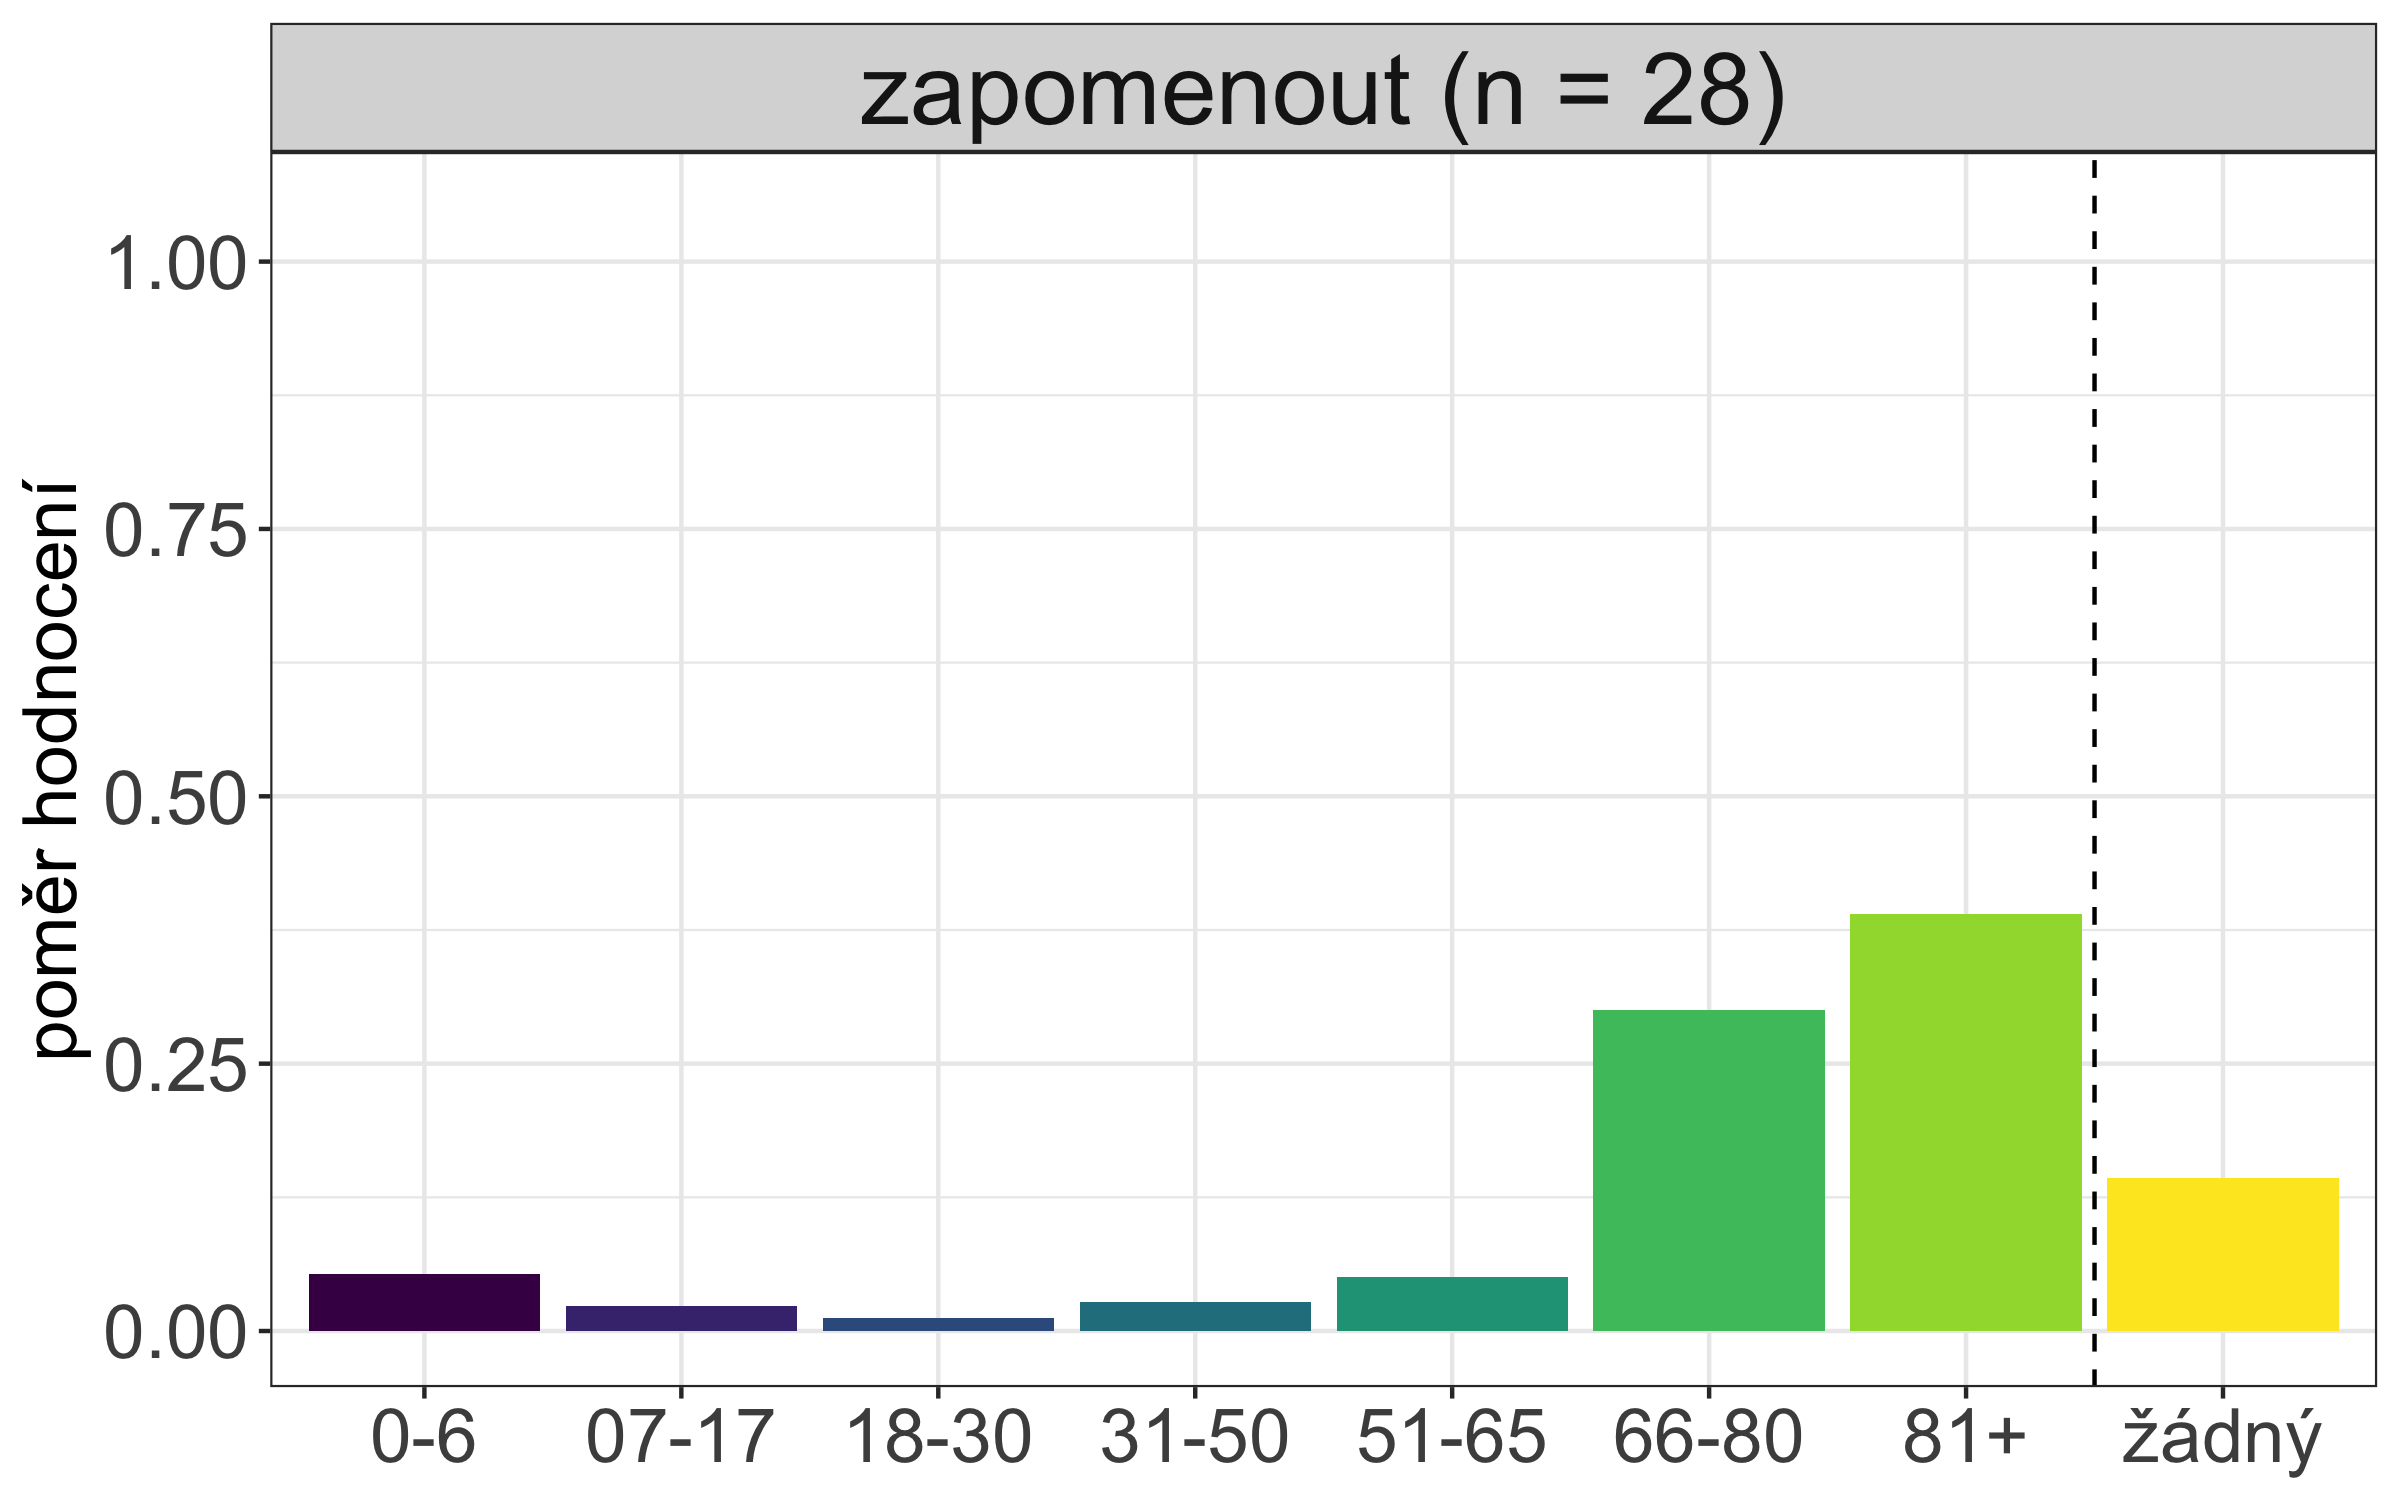 zapomenout (n = 28)
poměr hodnocení
1.00
0.75
0.50
0.25
0.00
0-6 07-17 18-30 31-50 51-65 66-80 81+ žádný